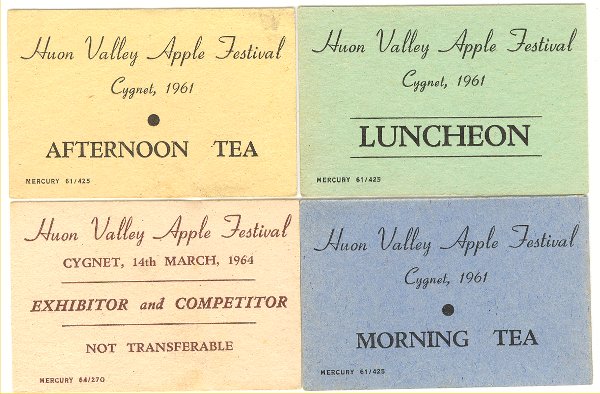 Huon Valley Apple Festival
Cygnet, 1961
AFTERNOON TEA
MERCURY 61/425
Huon Valley Apple Festival
Cygnet, 1961
LUNCHEON
MERCURY 61/425
Huon Valley Apple Festival
CYGNET, 14th MARCH, 1964
EXHIBITOR and COMPETITOR
NOT TRANSFERABLE
MERCURY 64/270
Huon Valley Apple Festival
Cygnet, 1961
MORNING TEA
MERCURY 61/425